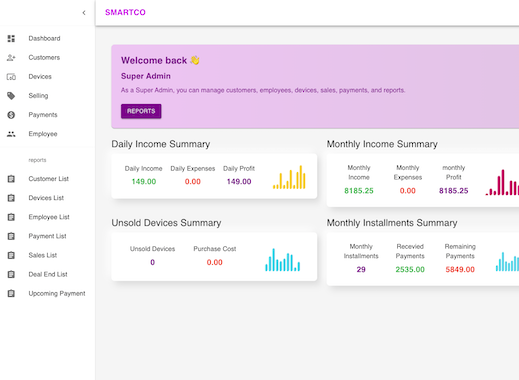 SMARTCO
Dashboard
Customers
Devices
Selling
Payments
Employee
reports
Customer List
Devices List
Employee List
Payment List
Sales List
Deal End List
Upcoming Payment
Welcome back 👋
Super Admin
As a Super Admin, you can manage customers, employees, devices, sales, payments, and reports.
REPORTS
Daily Income Summary
Daily Income Daily Expenses Daily Profit
149.00 0.00 149.00
Monthly Income Summary
Monthly Monthly monthly
Income Expenses Profit
8185.25 0.00 8185.25
Unsold Devices Summary
Unsold Devices Purchase Cost
0 0.00
Monthly Installments Summary
Monthly Recevied Remaining
Installments Payments Payments
29 2535.00 5849.00